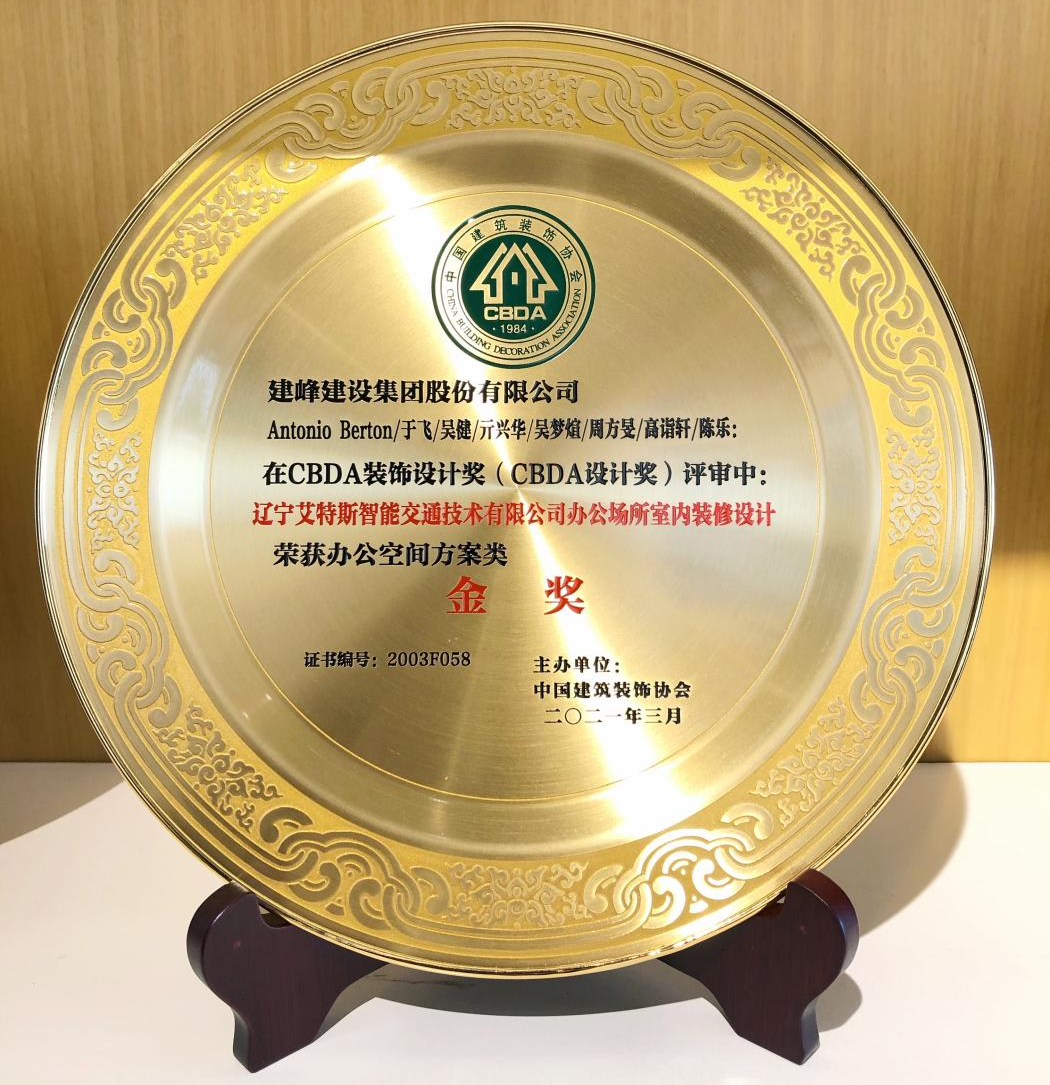 中国建筑装饰协会
CBDA
·1984·
CHINA BUILDING DECORATION ASSOCIATION
建峰建设集团股份有限公司
Antonio Berton/于飞/吴健/亓兴华/吴梦煊/周方旻/高诣轩/陈乐：
在CBDA装饰设计奖（CBDA设计奖）评审中：
辽宁艾特斯智能交通技术有限公司办公场所室内装修设计
荣获办公空间方案类
金 奖
证书编号：2003F058
主办单位：
中国建筑装饰协会
二〇二一年三月